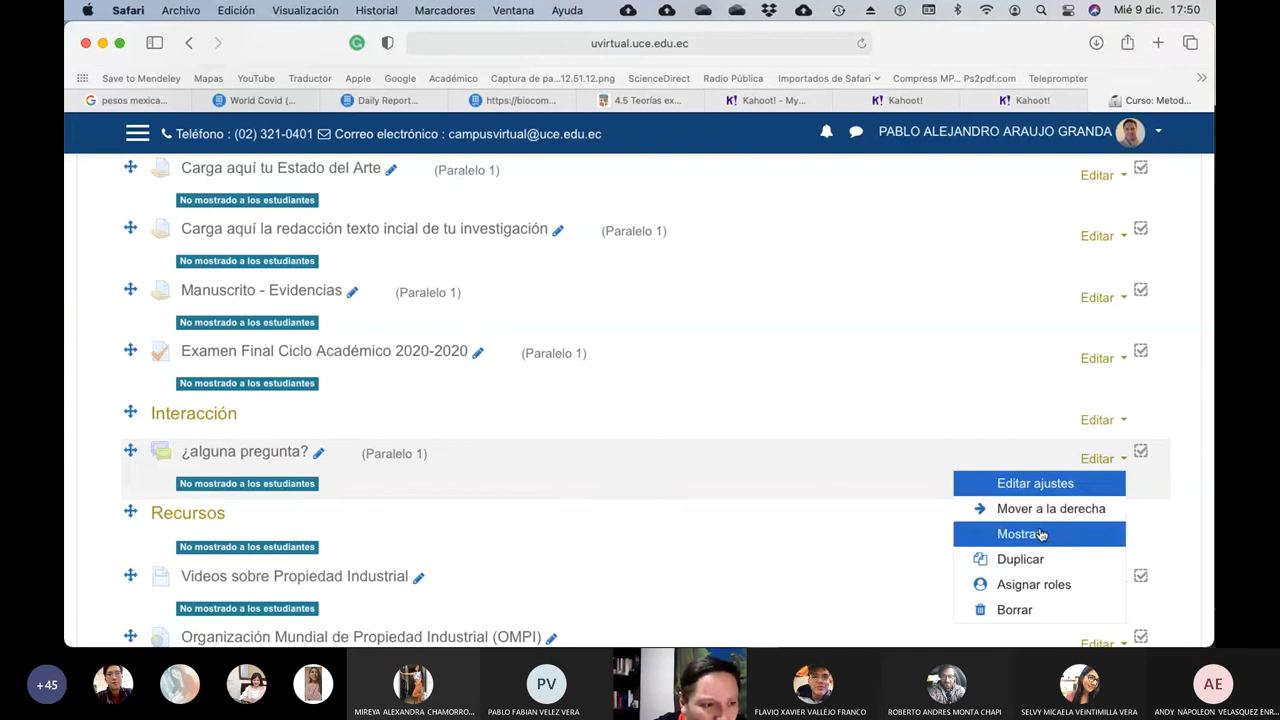 Safari Archivo Edición Visualización Historial Marcadores Ventana Ayuda Mié 9 dic. 17:50
uvirtual.uce.edu.ec
Save to Mendeley Mapas YouTube Traductor Apple Google Académico Captura de pa...12.51.12.png ScienceDirect Radio Pública Importados de Safari Compress MP... Ps2pdf.com Teleprompter
pesos mexica... World Covid (... Daily Report... https://biocom... 4.5 Teorías ex... Kahoot! - My... Kahoot! Kahoot! Curso: Metod...
Teléfono : (02) 321-0401 Correo electrónico : campusvirtual@uce.edu.ec PABLO ALEJANDRO ARAUJO GRANDA
Carga aquí tu Estado del Arte (Paralelo 1) Editar
No mostrado a los estudiantes
Carga aquí la redacción texto incial de tu investigación (Paralelo 1) Editar
No mostrado a los estudiantes
Manuscrito - Evidencias (Paralelo 1) Editar
No mostrado a los estudiantes
Examen Final Ciclo Académico 2020-2020 (Paralelo 1) Editar
No mostrado a los estudiantes
Interacción Editar
¿alguna pregunta? (Paralelo 1) Editar
No mostrado a los estudiantes
Editar ajustes
Mover a la derecha
Recursos
Mostra
No mostrado a los estudiantes
Duplicar
Videos sobre Propiedad Industrial
Asignar roles
No mostrado a los estudiantes
Borrar
Organización Mundial de Propiedad Industrial (OMPI) Editar
+45 PV AE
MIREYA ALEXANDRA CHAMORRO... PABLO FABIAN VELEZ VERA FLAVIO XAVIER VALLEJO FRANCO ROBERTO ANDRES MONTA CHAPI SELVY MICAELA VEINTIMILLA VERA ANDY NAPOLEON VELASQUEZ ENR...